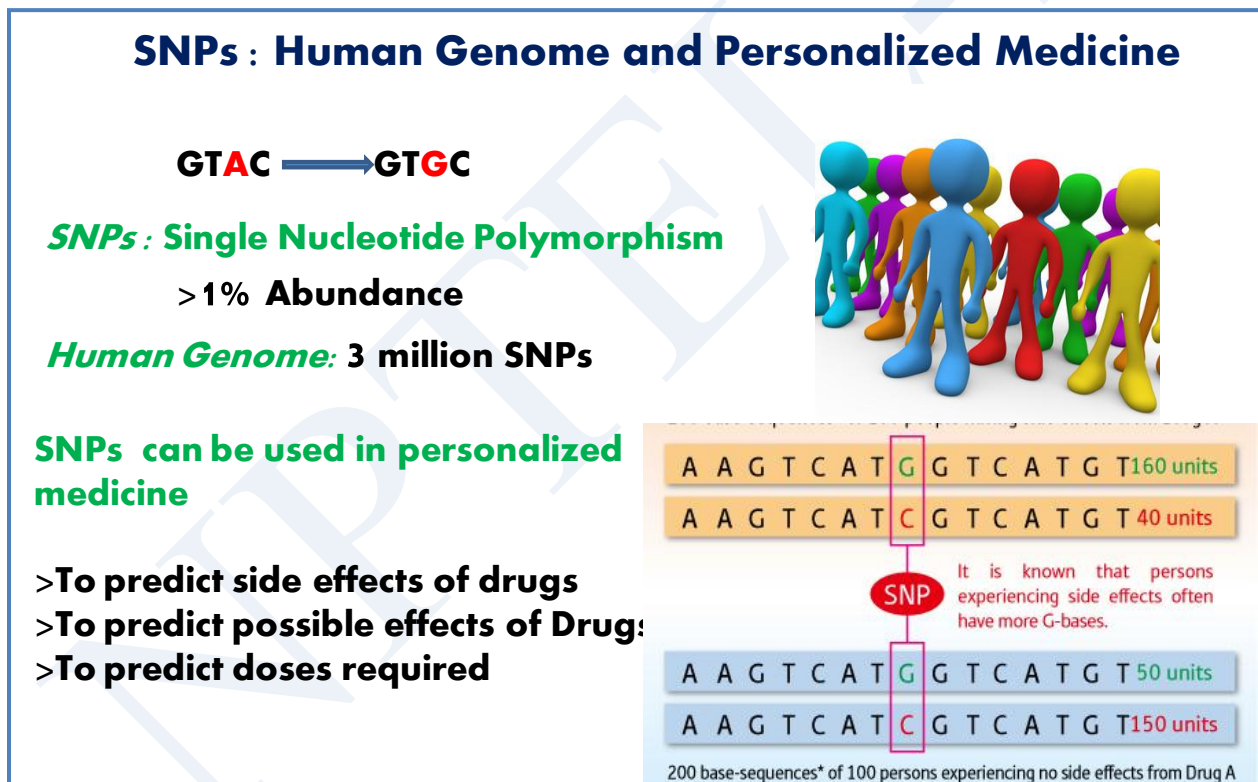 SNPs : Human Genome and Personalized Medicine
GTAC GTGC
SNPs : Single Nucleotide Polymorphism
>1% Abundance
Human Genome: 3 million SNPs
SNPs can be used in personalized
medicine
>To predict side effects of drugs
>To predict possible effects of Drugs
>To predict doses required
A A G T C A T G G T C A T G T 160 units
A A G T C A T C G T C A T G T 40 units
SNP
It is known that persons
experiencing side effects often
have more G-bases.
A A G T C A T G G T C A T G T 50 units
A A G T C A T C G T C A T G T 150 units
200 base-sequences* of 100 persons experiencing no side effects from Drug A
NPTEL